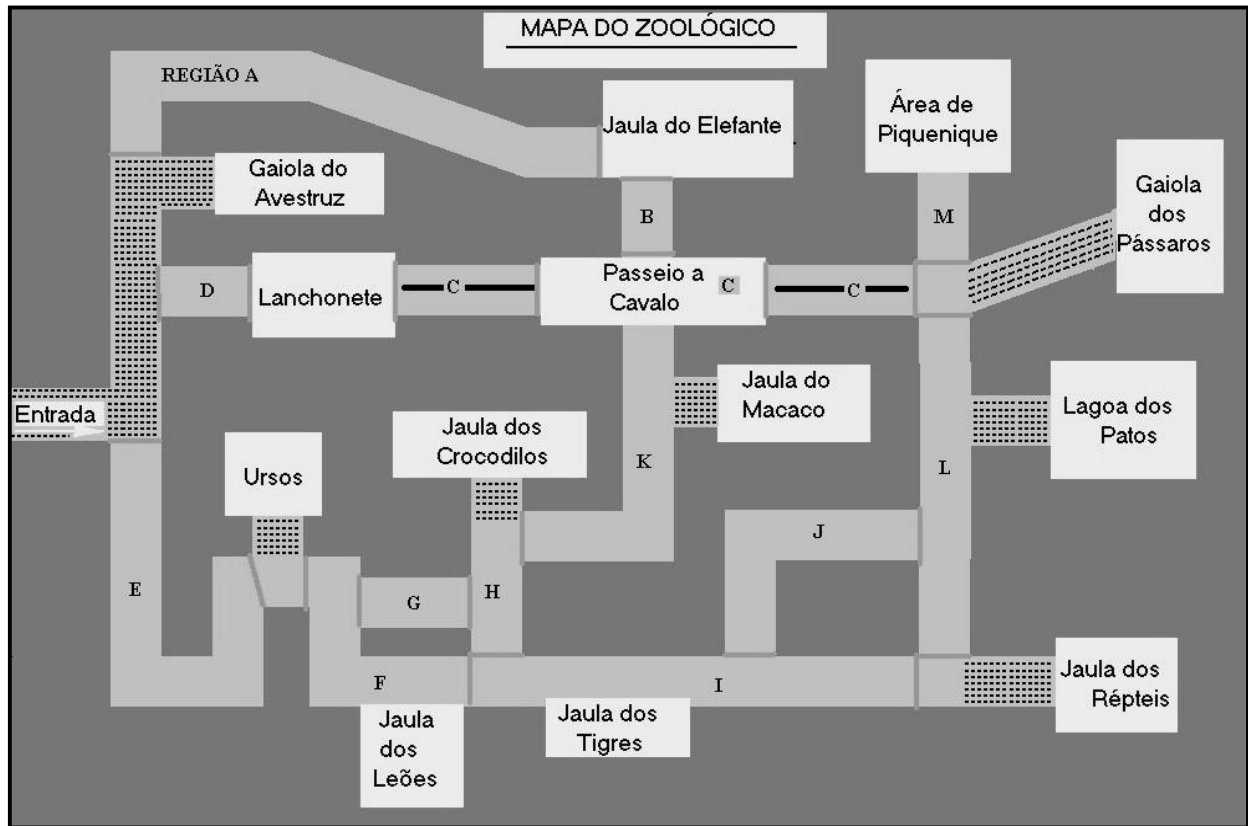 MAPA DO ZOOLÓGICO
REGIÃO A
Jaula do Elefante
Área de
Piquenique
Gaiola do
Avestruz
Gaiola
dos
Pássaros
B
M
D
Lanchonete
C
Passeio a
Cavalo
C
C
Entrada
Jaula dos
Crocodilos
Jaula do
Macaco
Lagoa dos
Patos
Ursos
K
L
J
E
G
H
F
I
Jaula dos
Leões
Jaula dos
Tigres
Jaula dos
Répteis